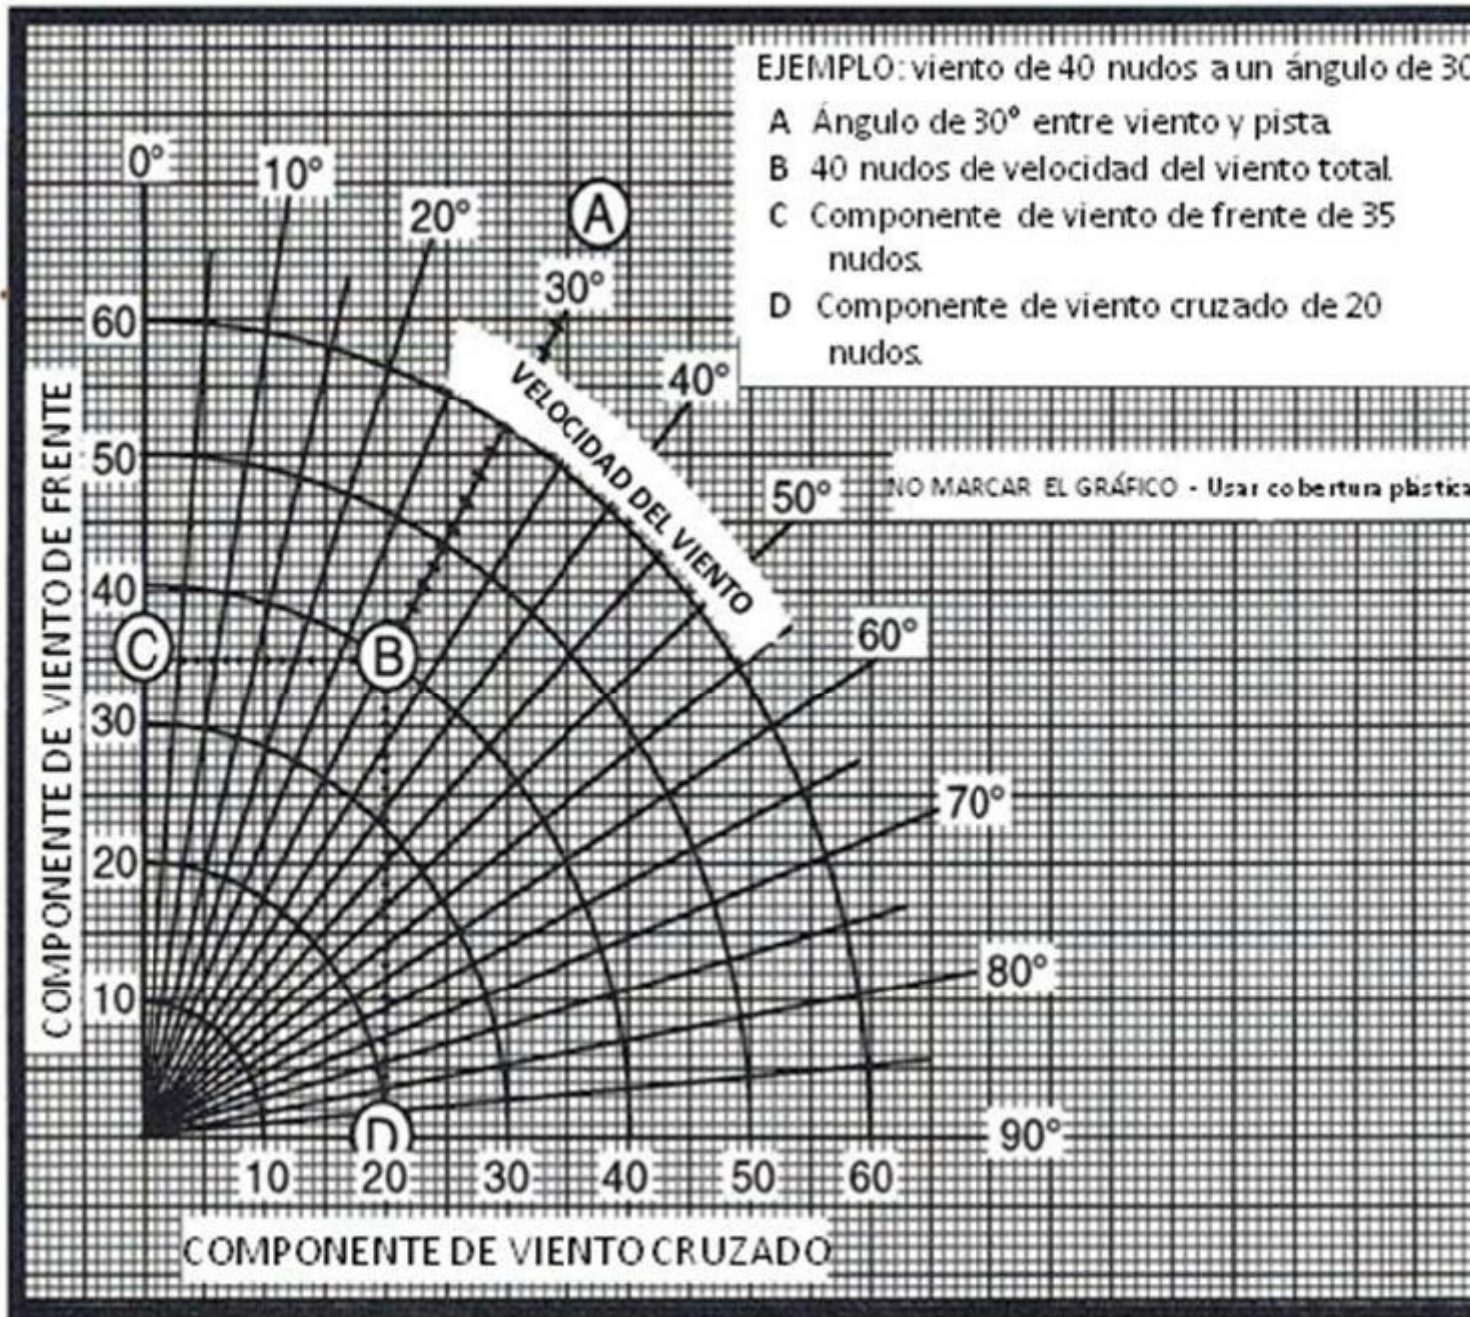 EJEMPLO: viento de 40 nudos a un ángulo de 30
A Ángulo de 30° entre viento y pista
B 40 nudos de velocidad del viento total
C Componente de viento de frente de 35
nudos.
D Componente de viento cruzado de 20
nudos.
0°
10°
20°
A
30°
40°
50°
60°
70°
80°
90°
VELOCIDAD DEL VIENTO
NO MARCAR EL GRÁFICO - Usar cobertura plástica
COMPONENTE DE VIENTO DE FRENTE
60
50
40
C
B
30
20
10
D
10 20 30 40 50 60
COMPONENTE DE VIENTO CRUZADO